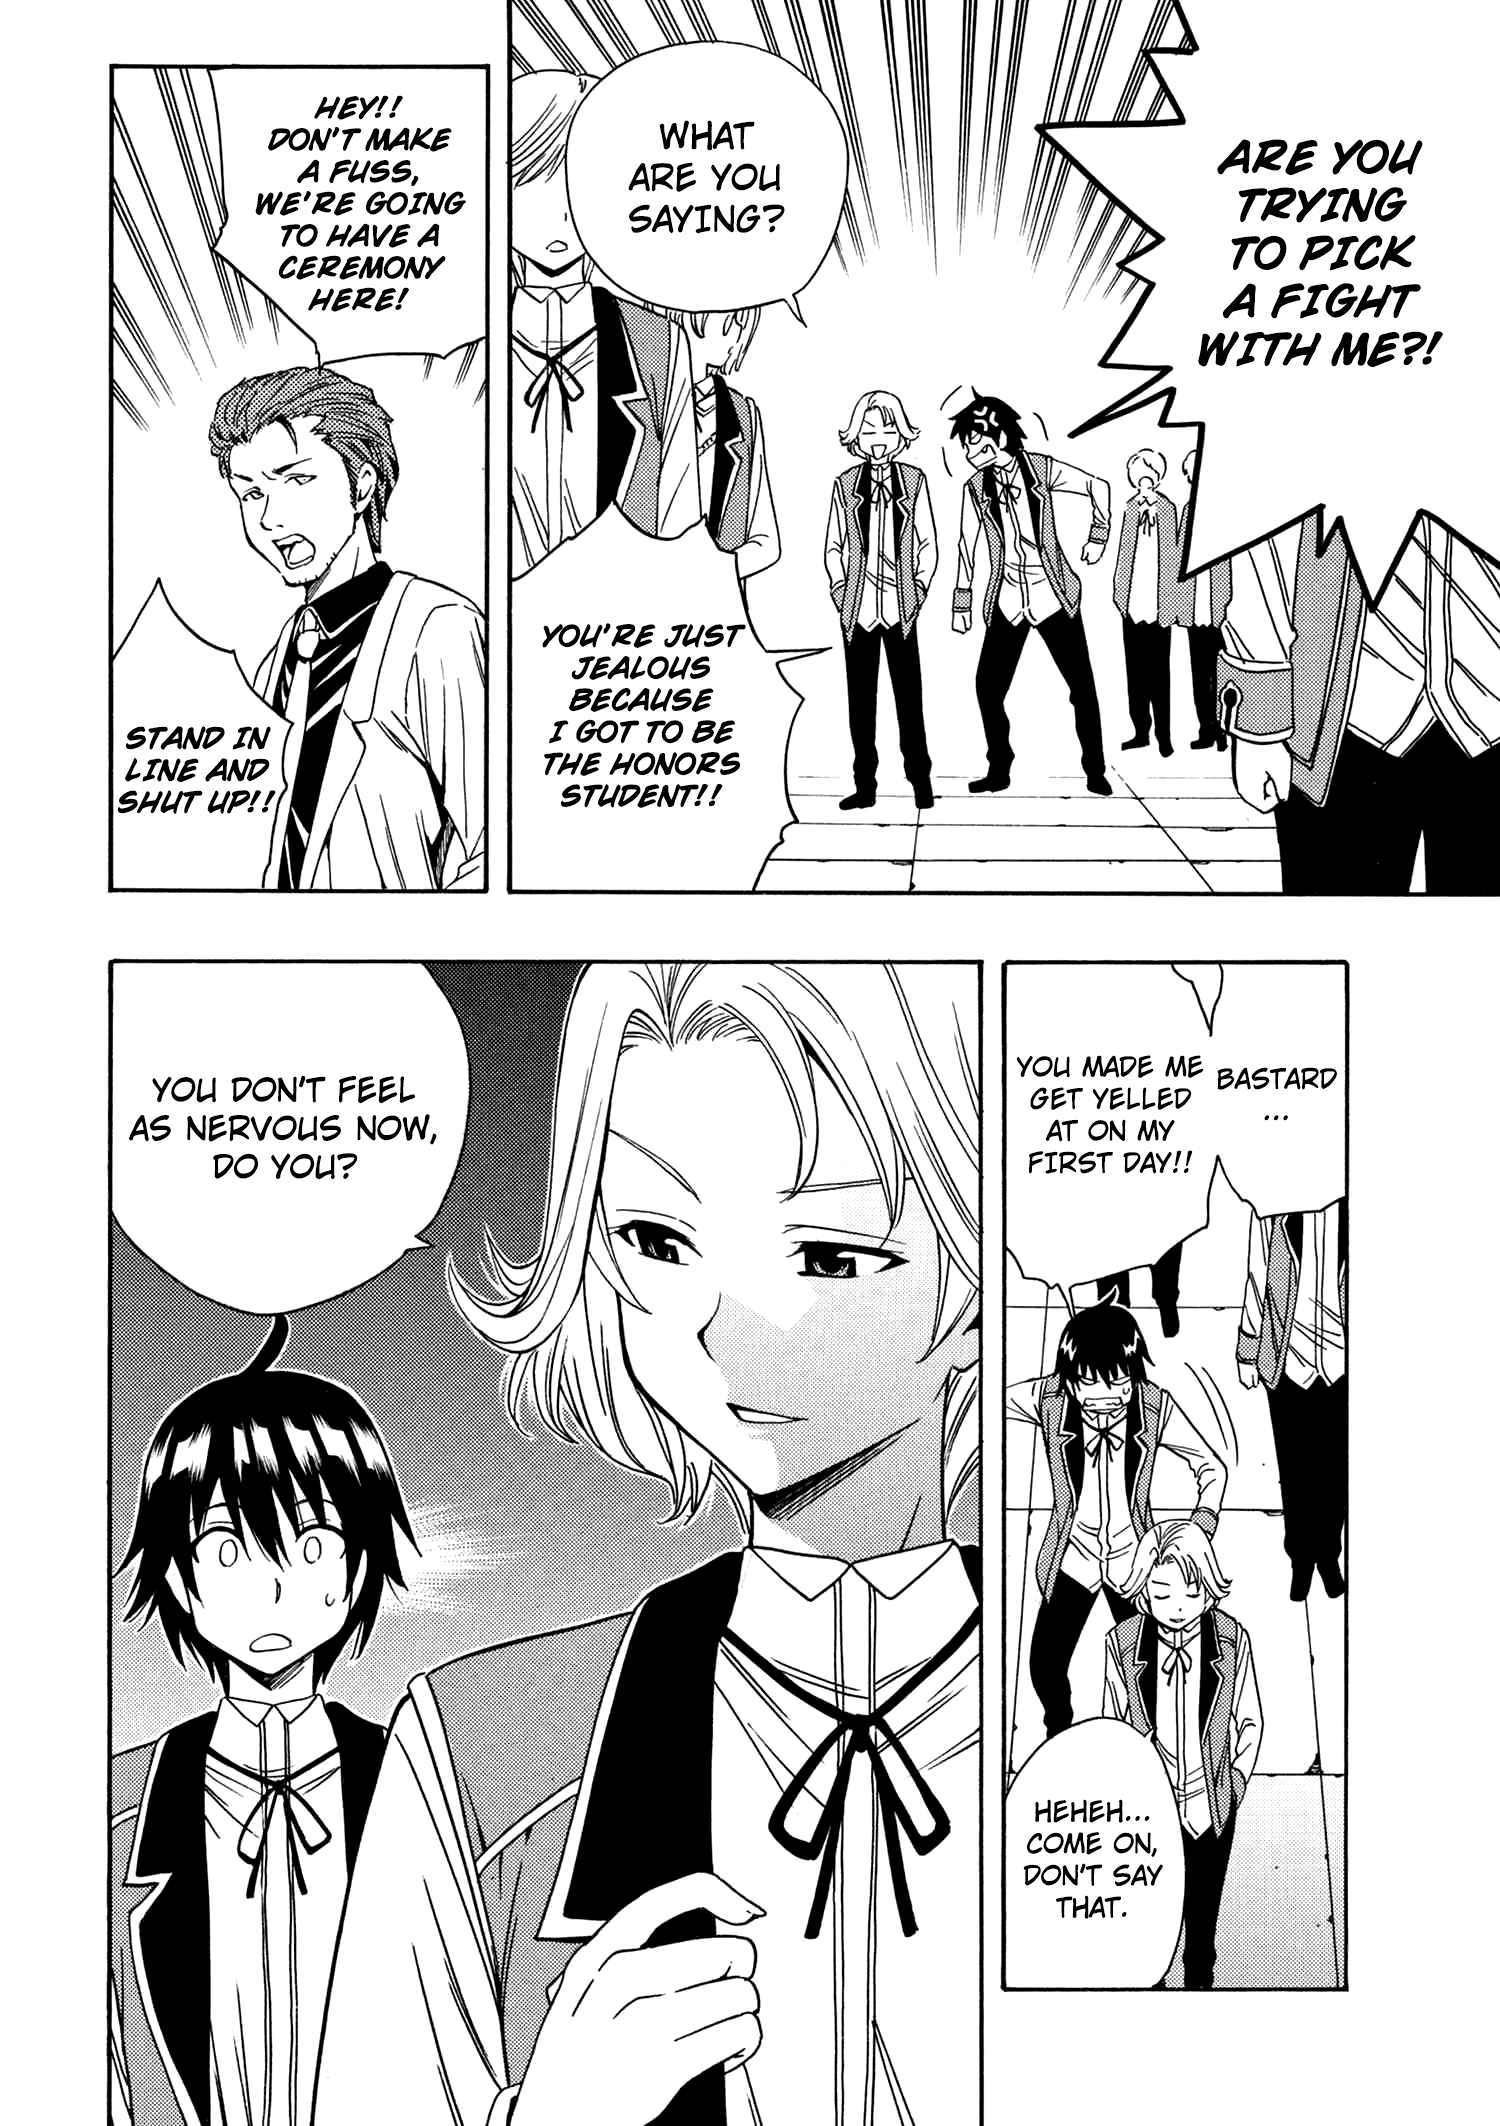 ARE YOU
TRYING
TO PICK
A FIGHT
WITH ME?!
WHAT
ARE YOU
SAYING?
YOU'RE JUST
JEALOUS
BECAUSE
I GOT TO BE
THE HONORS
STUDENT!!
HEY!!
DON'T MAKE
A FUSS,
WE'RE GOING
TO HAVE A
CEREMONY
HERE!
STAND IN
LINE AND
SHUT UP!!
BASTARD
...
YOU MADE ME
GET YELLED
AT ON MY
FIRST DAY!!
HEHEH...
COME ON,
DON'T SAY
THAT.
YOU DON'T FEEL
AS NERVOUS NOW,
DO YOU?